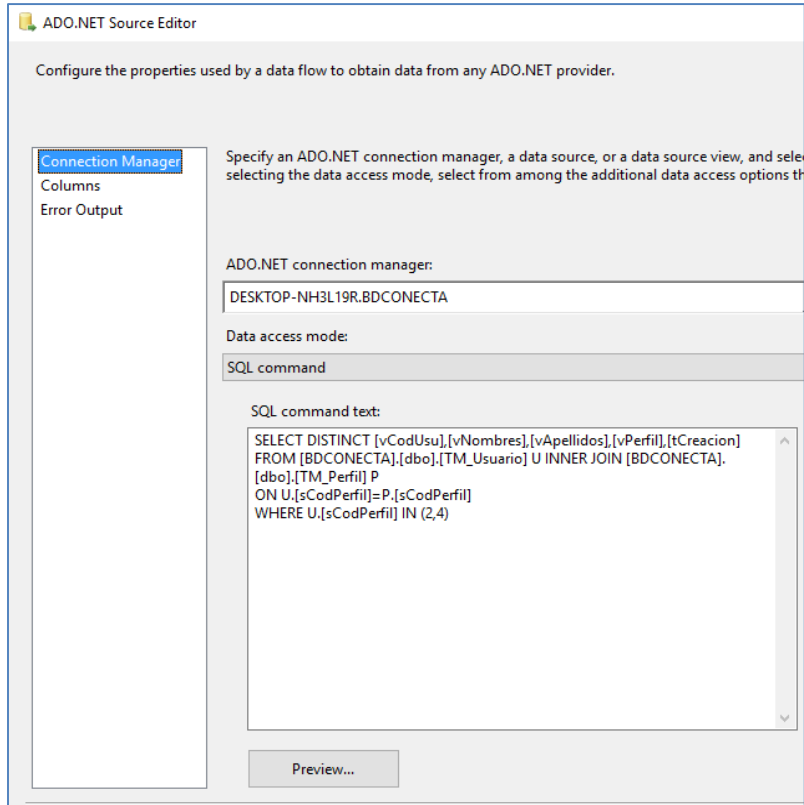 ADO.NET Source Editor
Configure the properties used by a data flow to obtain data from any ADO.NET provider.
Connection Manager
Columns
Error Output
Specify an ADO.NET connection manager, a data source, or a data source view, and
selecting the data access mode, select from among the additional data access options
ADO.NET connection manager:
DESKTOP-NH3L19R.BDCONECTA
Data access mode:
SQL command
SQL command text:
SELECT DISTINCT [vCodUsu],[vNombres],[vApellidos],[vPerfil],[tCreacion]
FROM [BDCONECTA].[dbo].[TM_Usuario] U INNER JOIN [BDCONECTA].
[dbo].[TM_Perfil] P
ON U.[sCodPerfil]=P.[sCodPerfil]
WHERE U.[sCodPerfil] IN (2,4)
Preview...